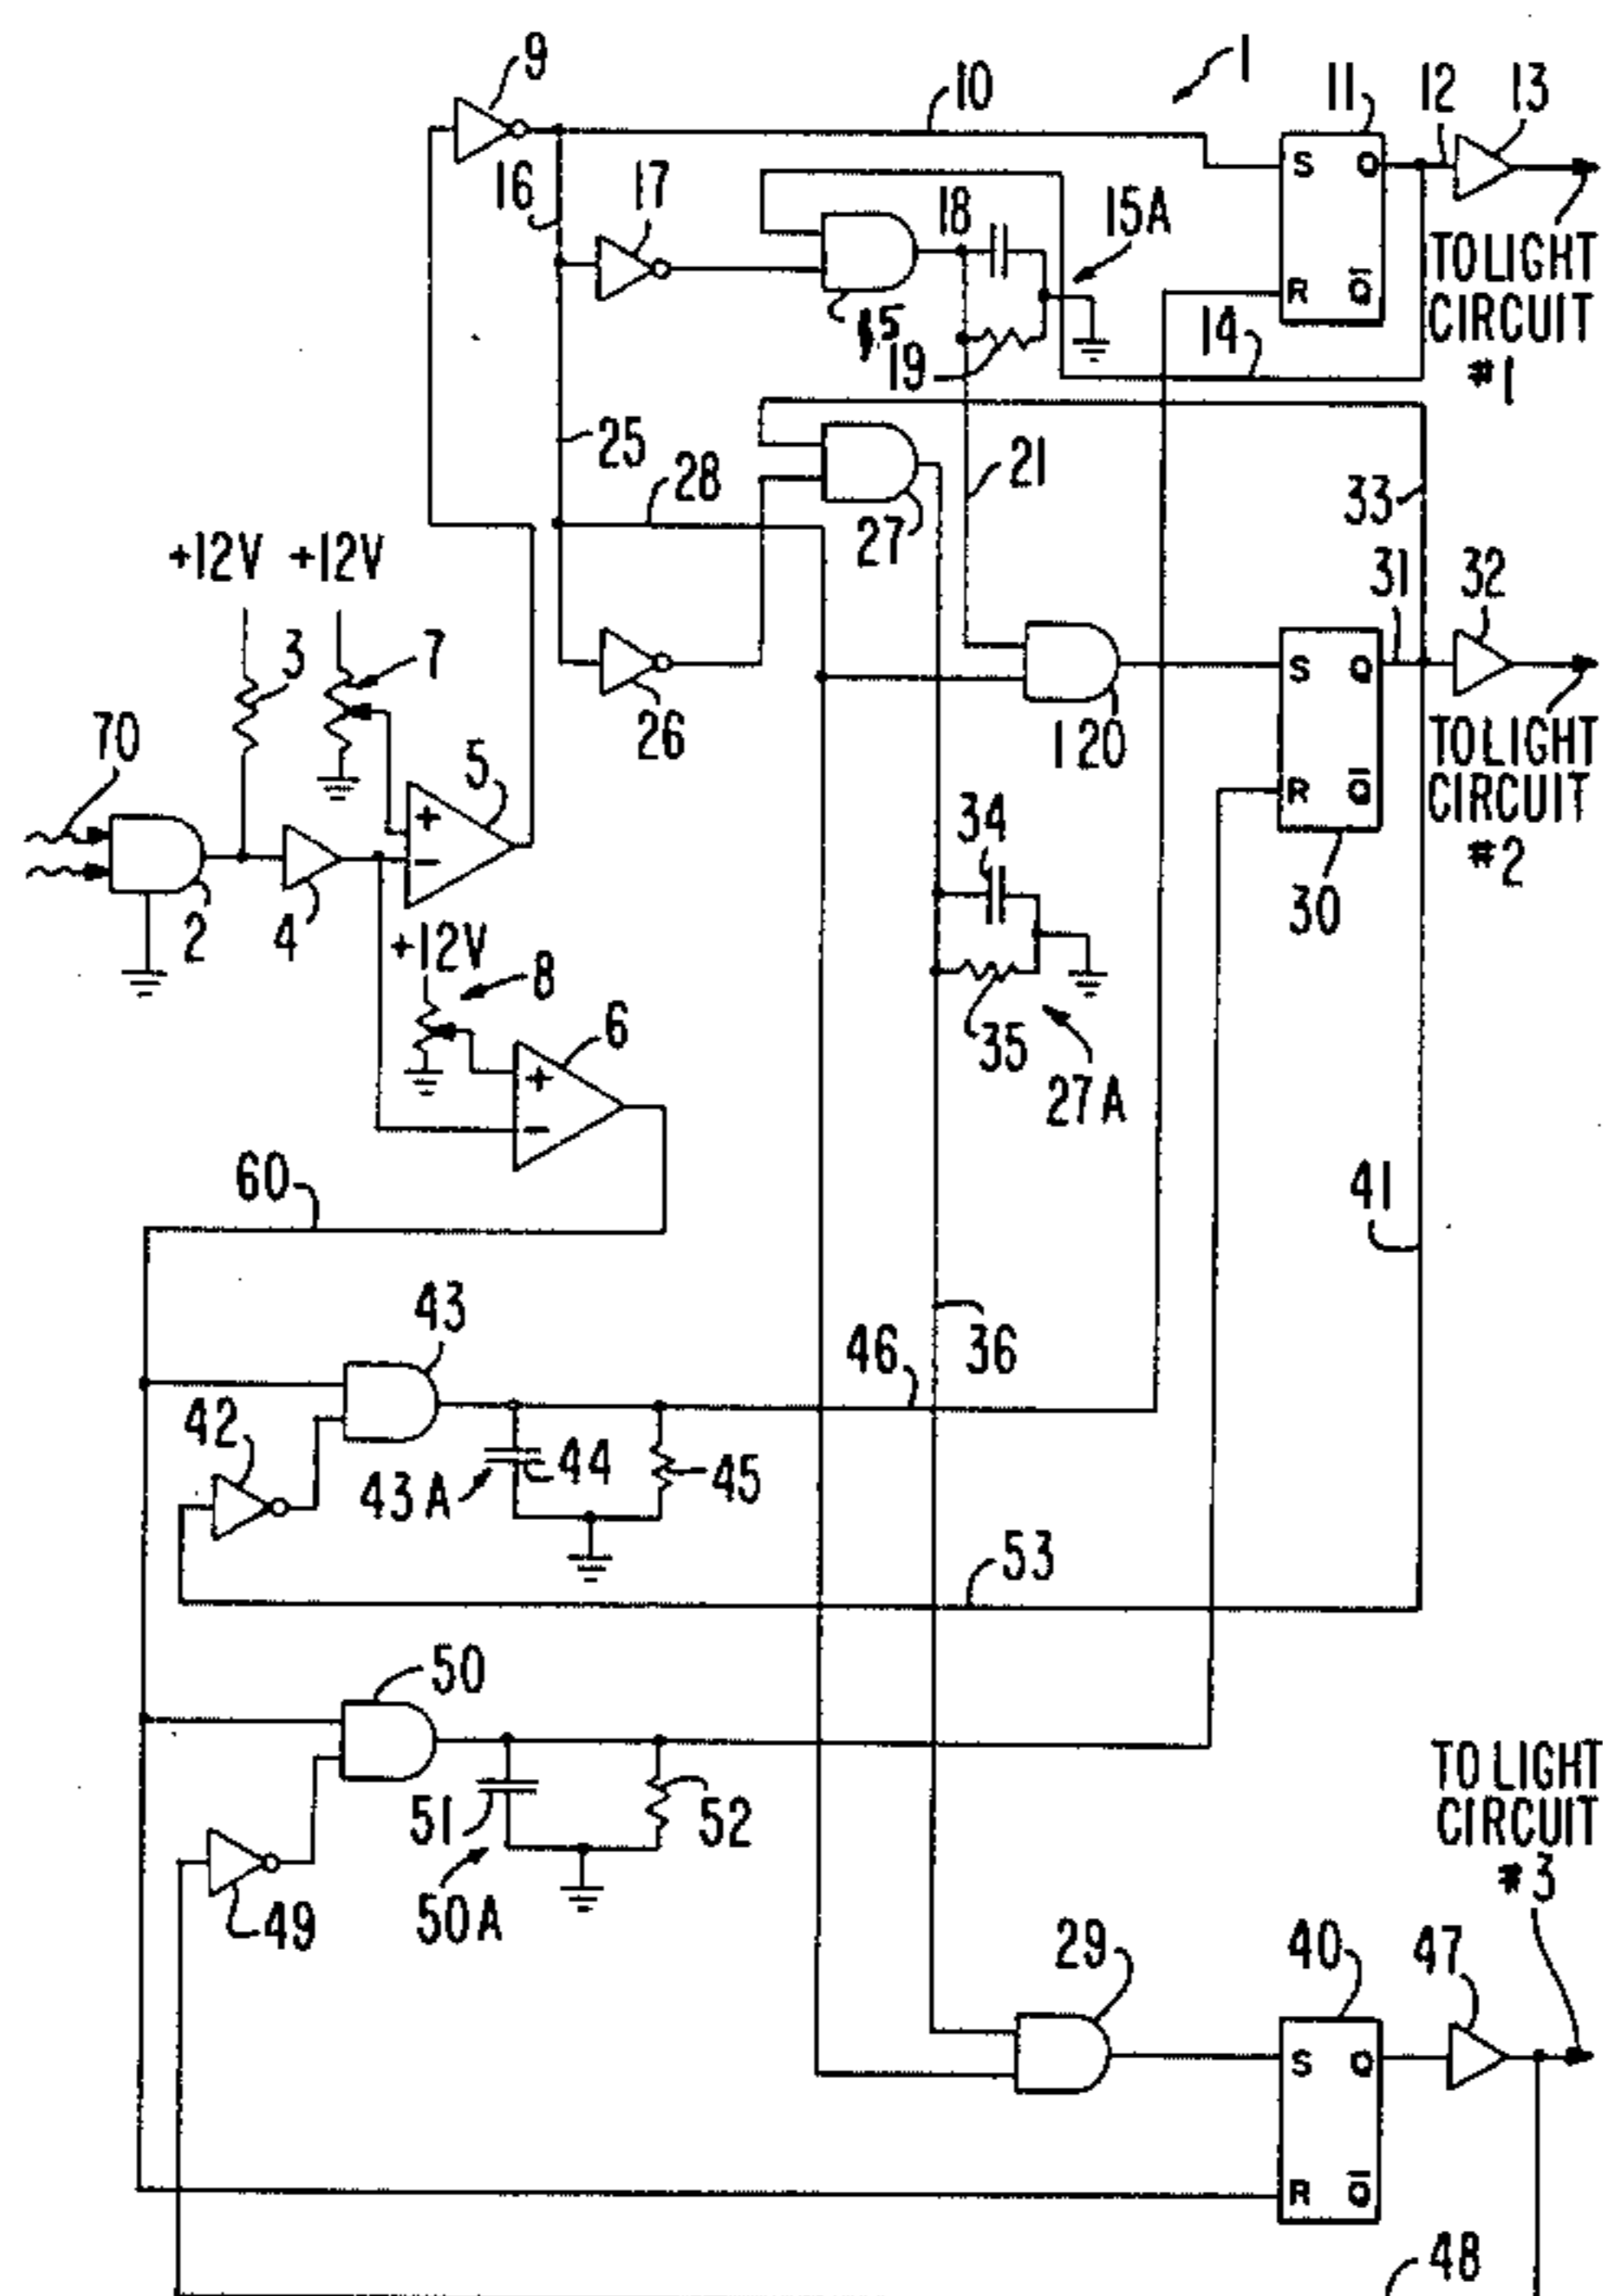 9
10
1
11
12
13
S
Q
16
17
18
15A
TO LIGHT
CIRCUIT
#1
R
Q̅
15
19
14
25
28
27
21
33
+12V
+12V
31
32
3
7
S
Q
26
120
TO LIGHT
CIRCUIT
#2
70
5
+
-
R
Q̅
34
2
4
30
+12V
8
6
35
27A
+
-
60
41
43
46
36
42
44
45
43A
53
50
51
52
TO LIGHT
CIRCUIT
#3
50A
49
29
40
47
S
Q
R
Q̅
48